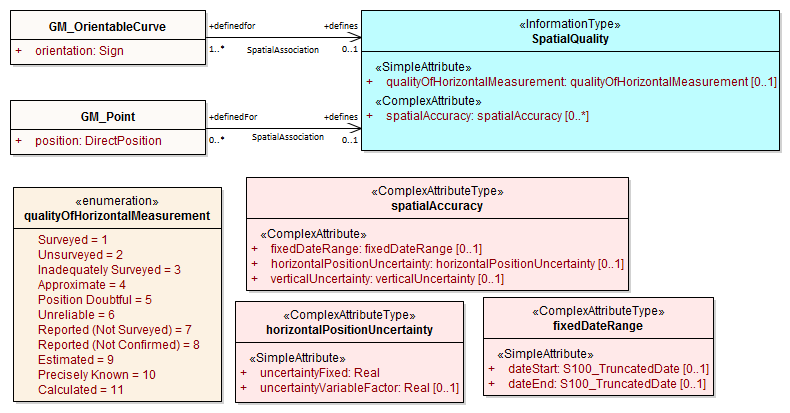 GM_OrientableCurve
+ orientation: Sign
+definedfor
+defines
1..*
SpatialAssociation
0..1
«InformationType»
SpatialQuality
«SimpleAttribute»
+ qualityOfHorizontalMeasurement: qualityOfHorizontalMeasurement [0..1]
«ComplexAttribute»
+ spatialAccuracy: spatialAccuracy [0..*]
GM_Point
+ position: DirectPosition
+definedFor
+defines
0..*
SpatialAssociation
0..1
«enumeration»
qualityOfHorizontalMeasurement
Surveyed = 1
Unsurveyed = 2
Inadequately Surveyed = 3
Approximate = 4
Position Doubtful = 5
Unreliable = 6
Reported (Not Surveyed) = 7
Reported (Not Confirmed) = 8
Estimated = 9
Precisely Known = 10
Calculated = 11
«ComplexAttributeType»
spatialAccuracy
«ComplexAttribute»
+ fixedDateRange: fixedDateRange [0..1]
+ horizontalPositionUncertainty: horizontalPositionUncertainty [0..1]
+ verticalUncertainty: verticalUncertainty [0..1]
«ComplexAttributeType»
horizontalPositionUncertainty
«SimpleAttribute»
+ uncertaintyFixed: Real
+ uncertaintyVariableFactor: Real [0..1]
«ComplexAttributeType»
fixedDateRange
«SimpleAttribute»
+ dateStart: S100_TruncatedDate [0..1]
+ dateEnd: S100_TruncatedDate [0..1]